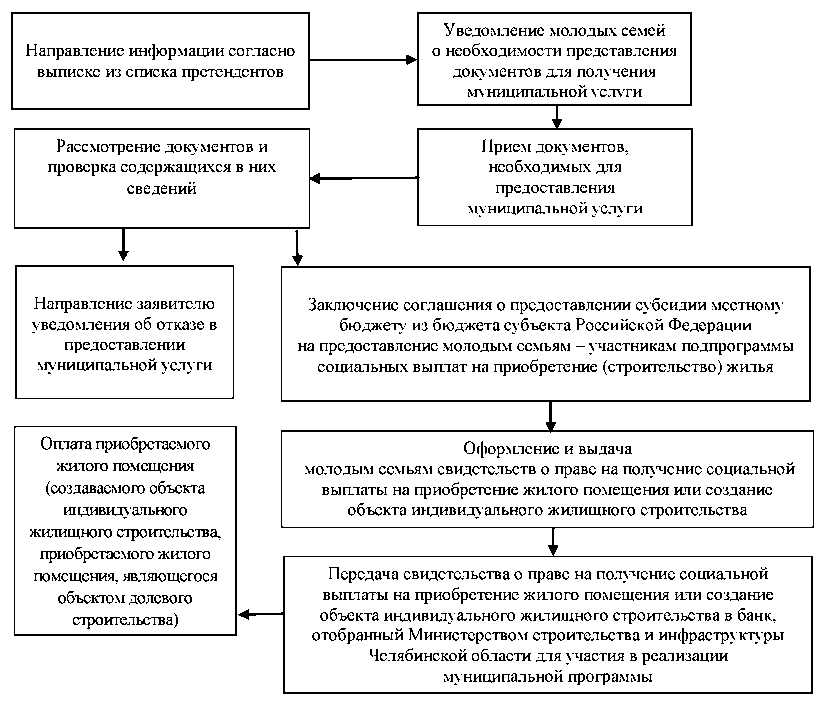 Направление информации согласно
выписке из списка претендентов
Уведомление молодых семей
о необходимости представления
документов для получения
муниципальной услуги
Прием документов,
необходимых для
предоставления
муниципальной услуги
Рассмотрение документов и
проверка содержащихся в них
сведений
Направление заявителю
уведомления об отказе в
предоставлении
муниципальной услуги
Заключение соглашения о предоставлении субсидии местному
бюджету из бюджета субъекта Российской Федерации
на предоставление молодым семьям – участникам подпрограммы
социальных выплат на приобретение (строительство) жилья
Оформление и выдача
молодым семьям свидетельств о праве на получение социальной
выплаты на приобретение жилого помещения или создание
объекта индивидуального жилищного строительства
Передача свидетельства о праве на получение социальной
выплаты на приобретение жилого помещения или создание
объекта индивидуального жилищного строительства в банк,
отобранный Министерством строительства и инфраструктуры
Челябинской области для участия в реализации
муниципальной программы
Оплата приобретаемого
жилого помещения
(создаваемого объекта
индивидуального
жилищного строительства,
приобретаемого жилого
помещения, являющегося
объектом долевого
строительства)